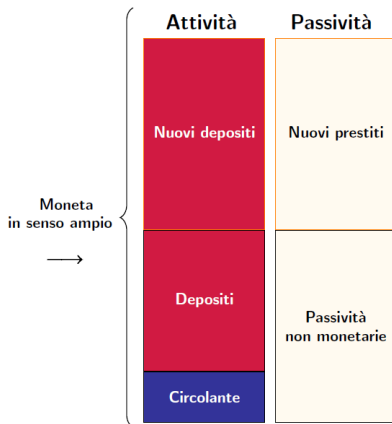 Attività
Passività
Nuovi depositi
Nuovi prestiti
Moneta
in senso ampio
Depositi
Passività
non monetarie
Circolante